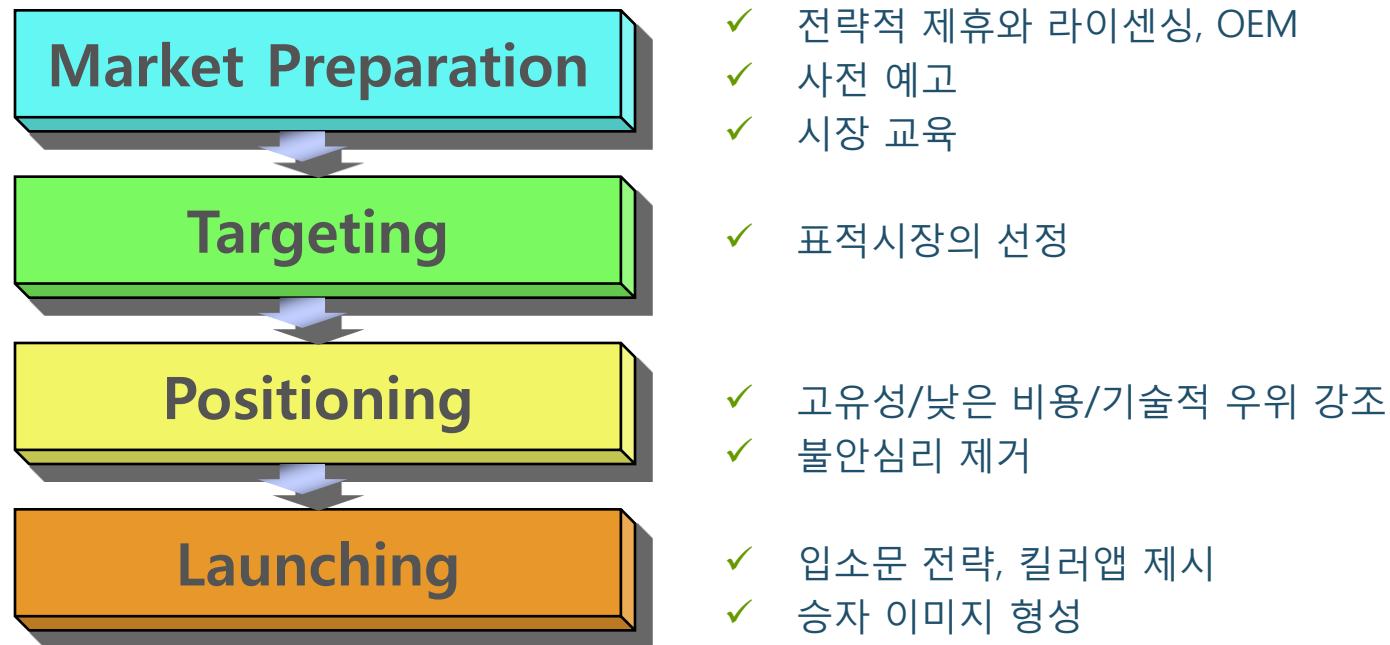 Market Preparation
✓ 전략적 제휴와 라이센싱, OEM
✓ 사전 예고
✓ 시장 교육
Targeting
✓ 표적시장의 선정
Positioning
✓ 고유성/낮은 비용/기술적 우위 강조
✓ 불안심리 제거
Launching
✓ 입소문 전략, 킬러앱 제시
✓ 승자 이미지 형성